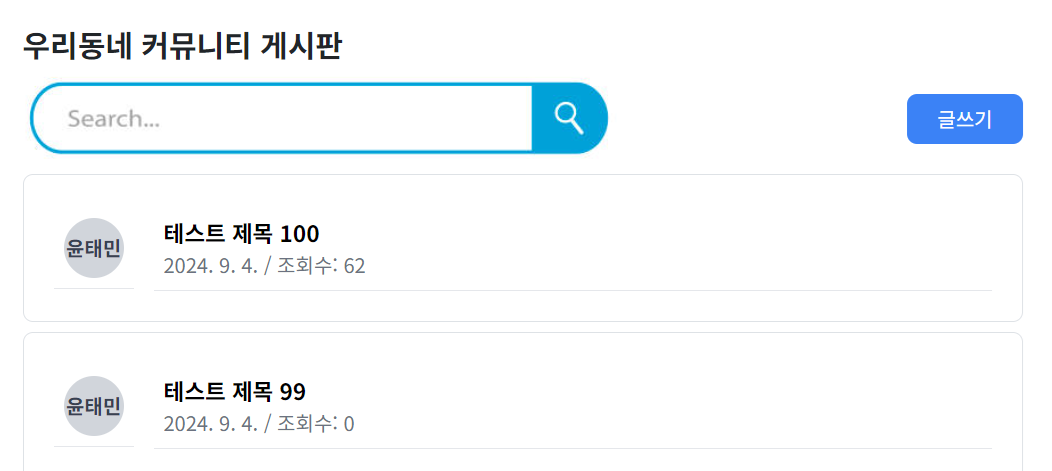 우리동네 커뮤니티 게시판
Search...
글쓰기
윤태민
테스트 제목 100
2024. 9. 4. / 조회수: 62
윤태민
테스트 제목 99
2024. 9. 4. / 조회수: 0